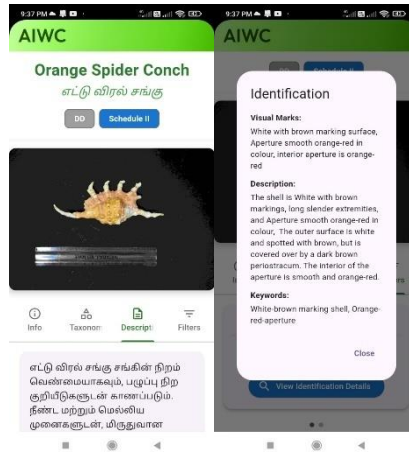 9:37 PM
AIWC
Orange Spider Conch
எட்டு விரல் சங்கு
DD
Schedule II
Info
Taxonon
Descripti
Filters
எட்டு விரல் சங்கு சங்கின் நிறம்
வெண்மையாகவும், பழுப்பு நிற
குறியீடுகளுடன் காணப்படும்.
நீண்ட மற்றும் மெல்லிய
முனைகளுடன், மிருதுவான
9:37 PM
AIWC
DD
Schedule II
Identification
Visual Marks:
White with brown marking surface,
Aperture smooth orange-red in
colour, interior aperture is orange-
red
Description:
The shell is White with brown
markings, long slender extremities,
and Aperture smooth orange-red in
colour, The outer surface is white
and spotted with brown, but is
covered over by a dark brown
periostracum. The interior of the
aperture is smooth and orange-red.
Keywords:
White-brown marking shell, Orange-
red-aperture
Close
View Identification Details